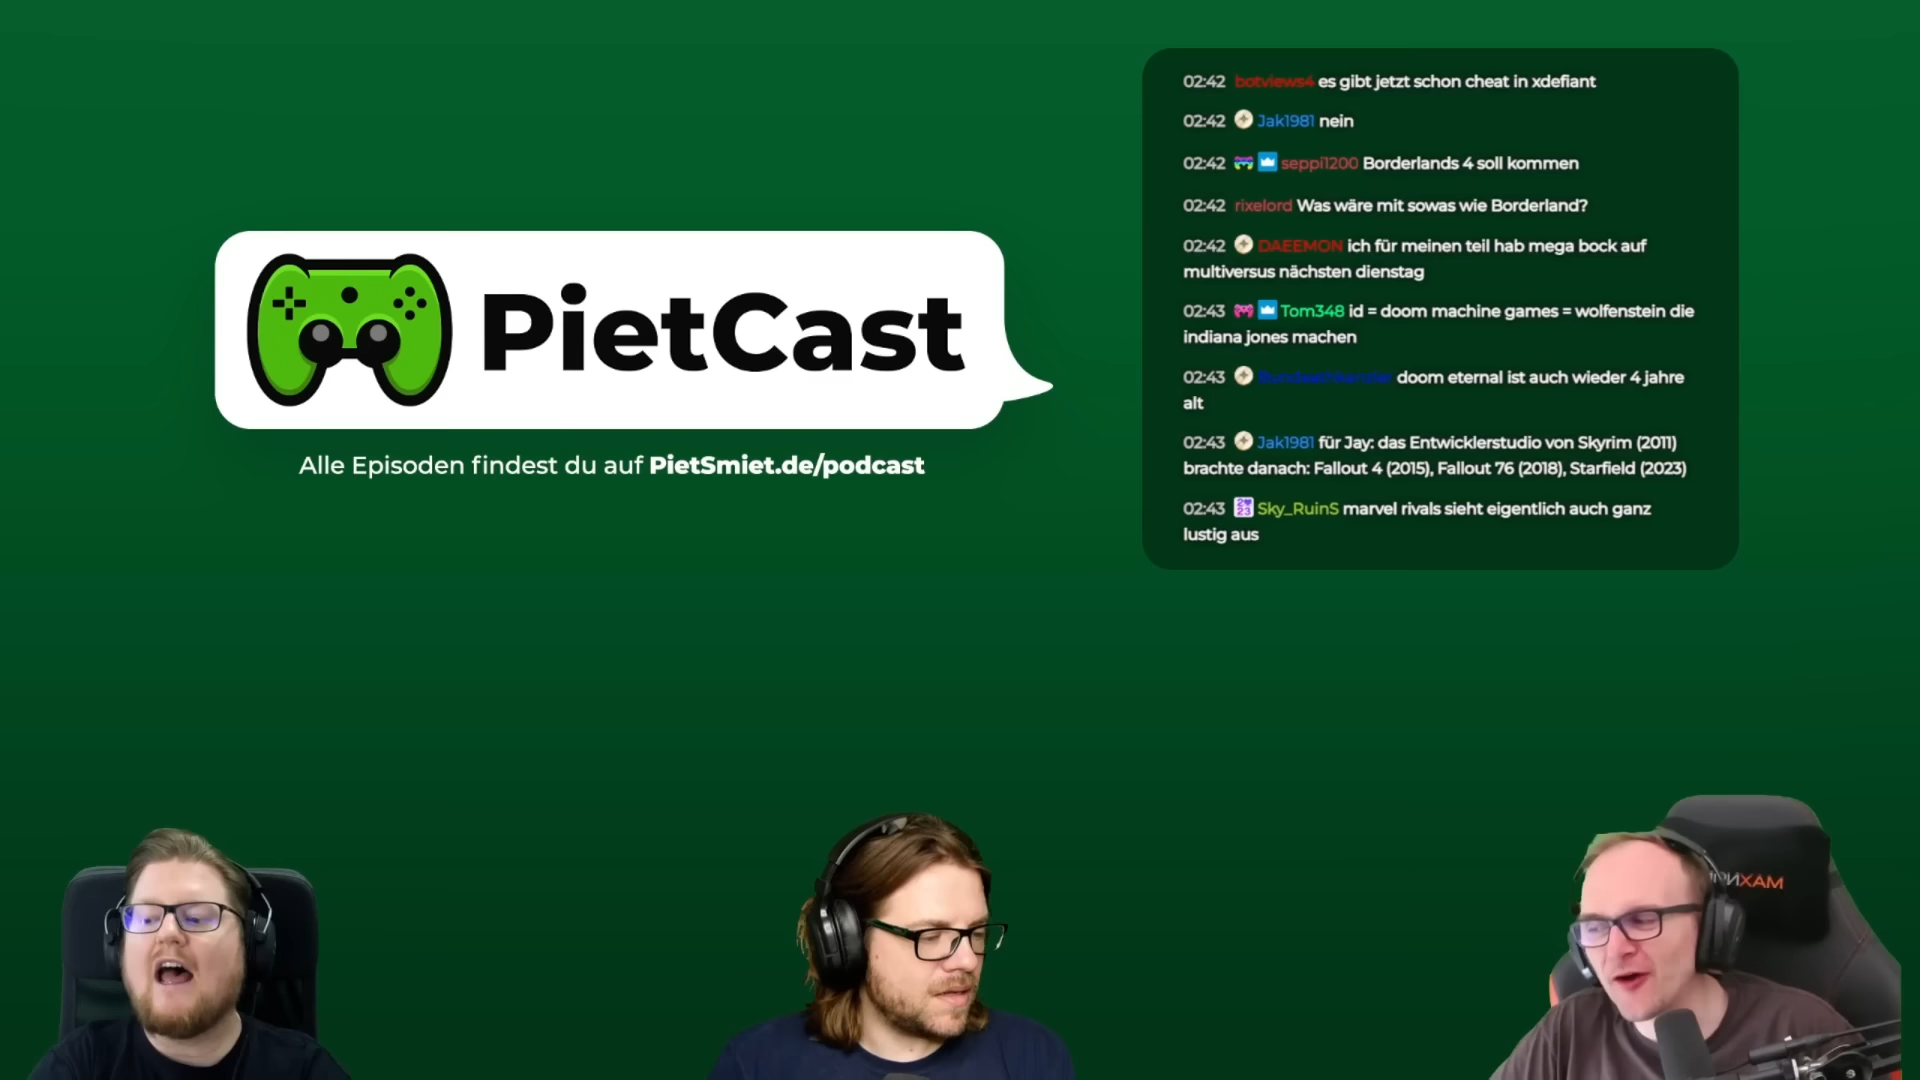 PietCast
Alle Episoden findest du auf PietSmiet.de/podcast
02:42 botviews4 es gibt jetzt schon cheat in xdefiant
02:42 Jak1981 nein
02:42 seppi1200 Borderlands 4 soll kommen
02:42 rixelord Was wäre mit sowas wie Borderland?
02:42 DAEEMON ich für meinen teil hab mega bock auf
multiversus nächsten dienstag
02:43 Tom348 id = doom machine games = wolfenstein die
indiana jones machen
02:43 doom eternal ist auch wieder 4 jahre
alt
02:43 Jak1981 für Jay: das Entwicklerstudio von Skyrim (2011)
brachte danach: Fallout 4 (2015), Fallout 76 (2018), Starfield (2023)
02:43 2023 Sky_RuinS marvel rivals sieht eigentlich auch ganz
lustig aus